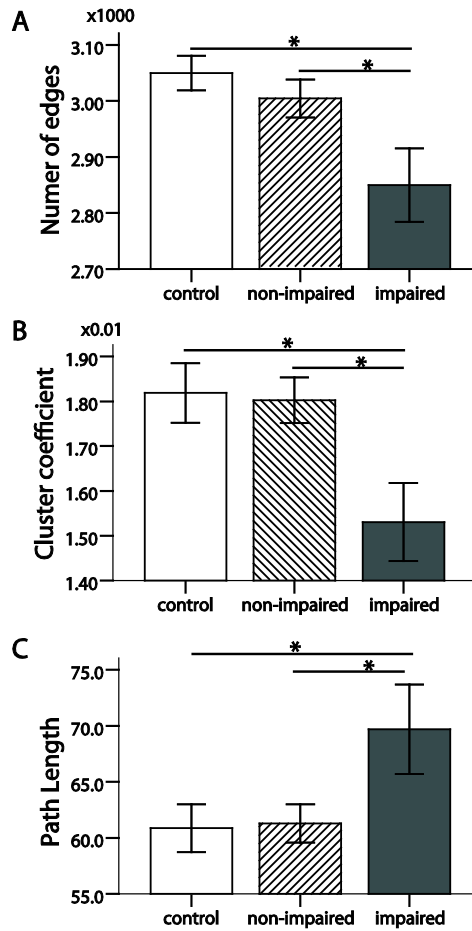 A
x1000
Numer of edges
3.10
3.00
2.90
2.80
2.70
*
*
control non-impaired impaired
B
x0.01
Cluster coefficient
1.90
1.80
1.70
1.60
1.50
1.40
*
*
control non-impaired impaired
C
Path Length
75.0
70.0
65.0
60.0
55.0
*
*
control non-impaired impaired